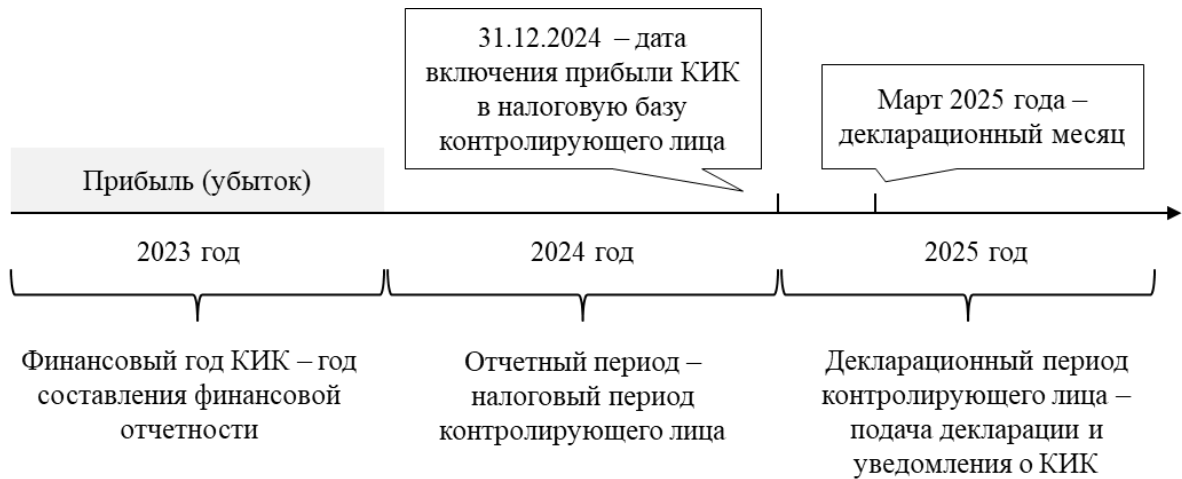 31.12.2024 – дата
включения прибыли КИК
в налоговую базу
контролирующего лица
Март 2025 года –
декларационный месяц
Прибыль (убыток)
2023 год
2024 год
2025 год
Финансовый год КИК – год
составления финансовой
отчетности
Отчетный период –
налоговый период
контролирующего лица
Декларационный период
контролирующего лица –
подача декларации и
уведомления о КИК